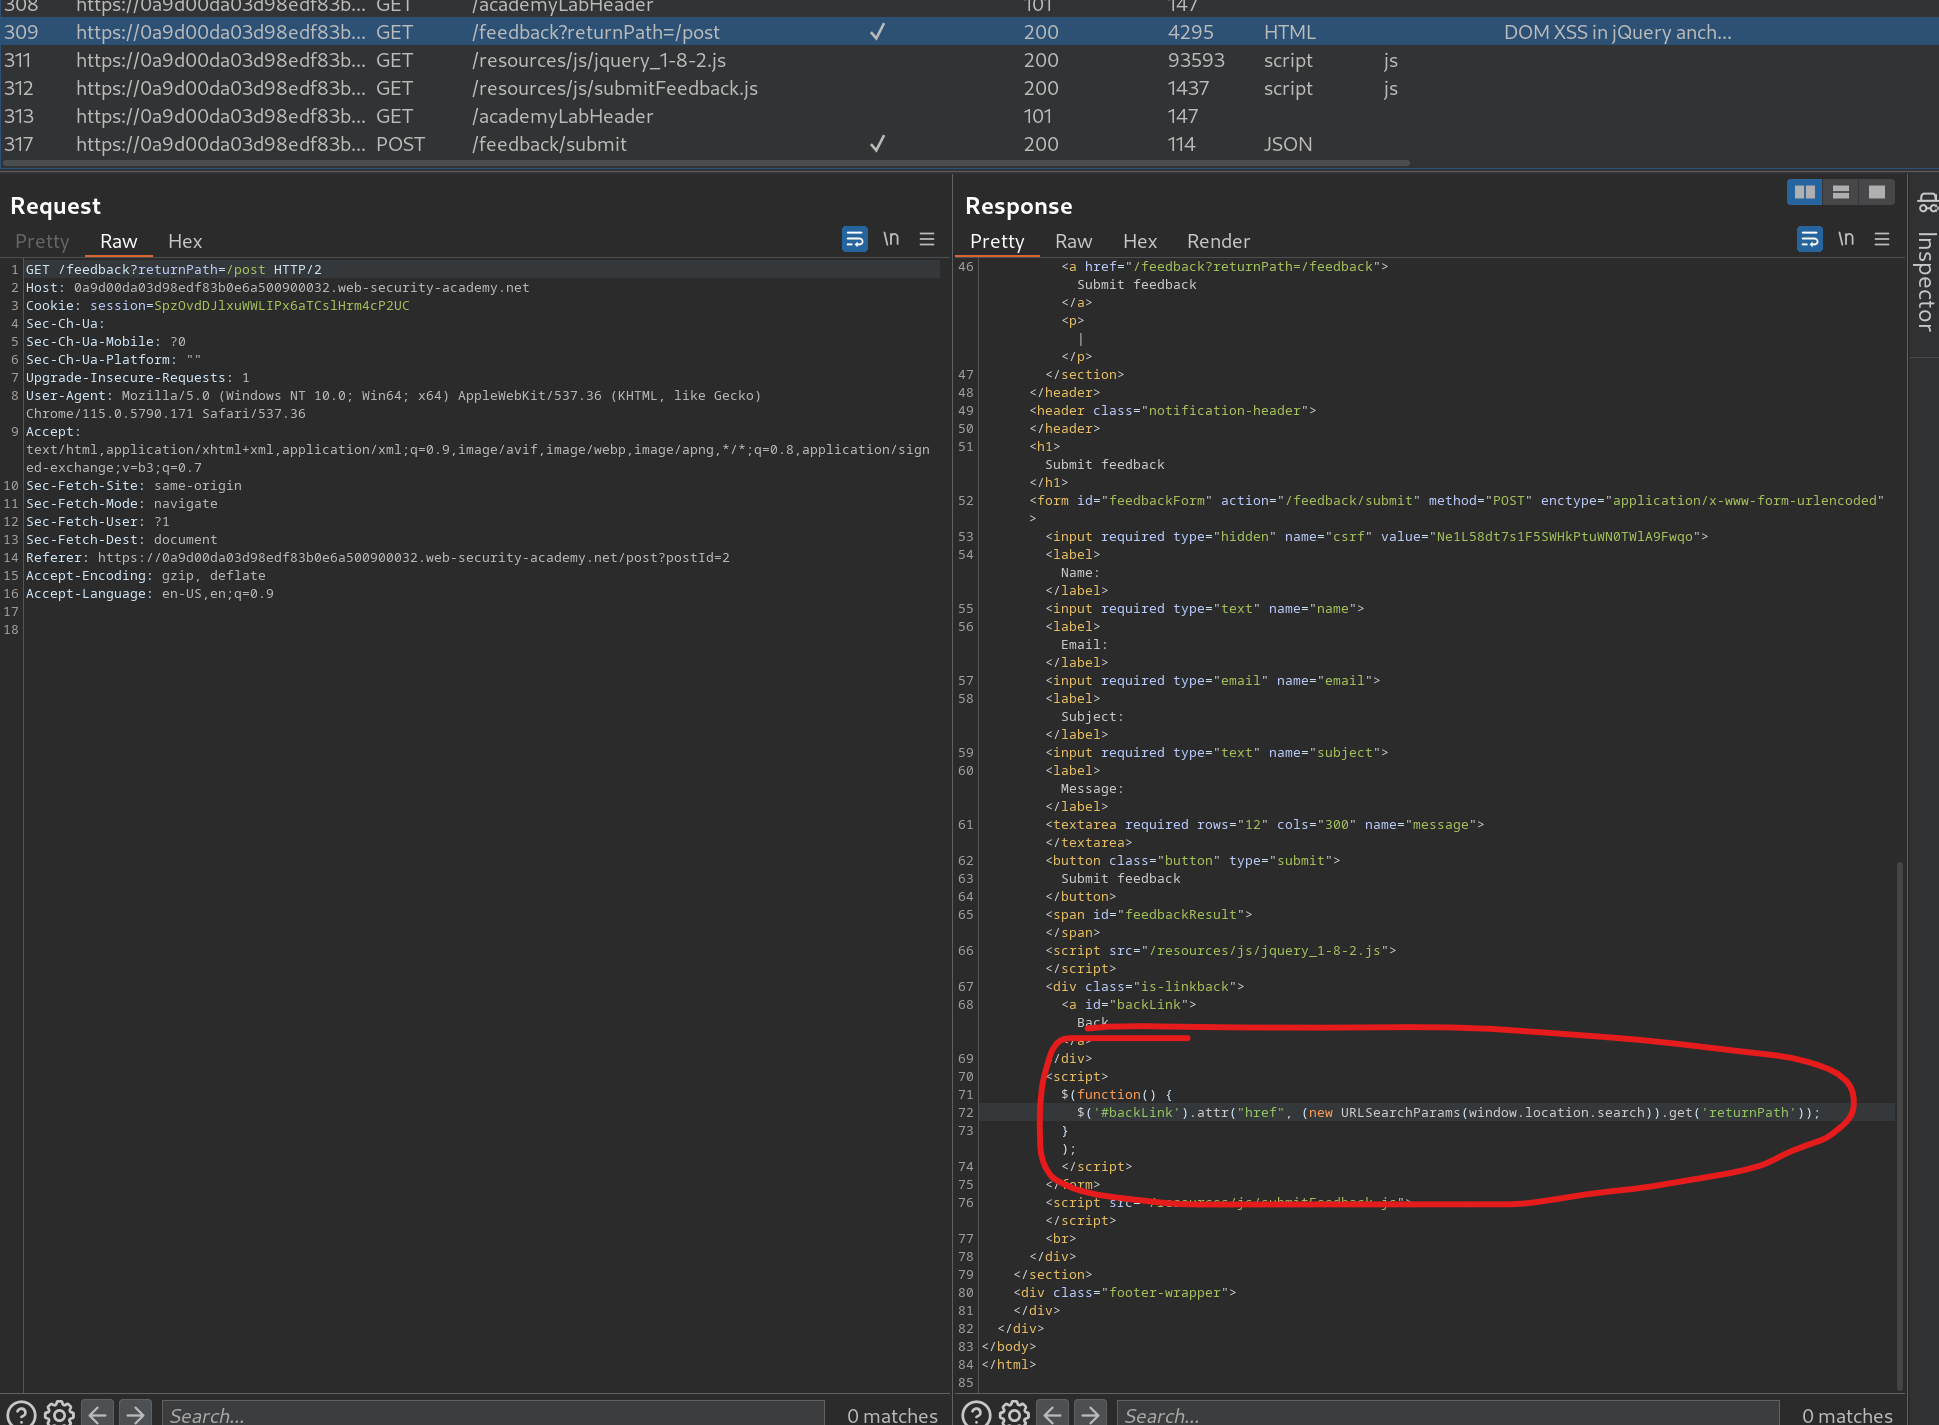 308 https://0a9d00da03d98edf83b... GET /academyLabHeader 101 147
309 https://0a9d00da03d98edf83b... GET /feedback?returnPath=/post ✓ 200 4295 HTML DOM XSS in jQuery anch...
311 https://0a9d00da03d98edf83b... GET /resources/js/jquery_1-8-2.js 200 93593 script js
312 https://0a9d00da03d98edf83b... GET /resources/js/submitFeedback.js 200 1437 script js
313 https://0a9d00da03d98edf83b... GET /academyLabHeader 101 147
317 https://0a9d00da03d98edf83b... POST /feedback/submit ✓ 200 114 JSON
Request
Pretty Raw Hex
\n
1 GET /feedback?returnPath=/post HTTP/2
2 Host: 0a9d00da03d98edf83b0e6a500900032.web-security-academy.net
3 Cookie: session=SpzOvdDJlxuWWLIPx6aTCslHrm4cP2UC
4 Sec-Ch-Ua:
5 Sec-Ch-Ua-Mobile: ?0
6 Sec-Ch-Ua-Platform: ""
7 Upgrade-Insecure-Requests: 1
8 User-Agent: Mozilla/5.0 (Windows NT 10.0; Win64; x64) AppleWebKit/537.36 (KHTML, like Gecko)
Chrome/115.0.5790.171 Safari/537.36
9 Accept:
text/html,application/xhtml+xml,application/xml;q=0.9,image/avif,image/webp,image/apng,*/*;q=0.8,application/sign
ed-exchange;v=b3;q=0.7
10 Sec-Fetch-Site: same-origin
11 Sec-Fetch-Mode: navigate
12 Sec-Fetch-User: ?1
13 Sec-Fetch-Dest: document
14 Referer: https://0a9d00da03d98edf83b0e6a500900032.web-security-academy.net/post?postId=2
15 Accept-Encoding: gzip, deflate
16 Accept-Language: en-US,en;q=0.9
17
18
Search...
0 matches
Response
Pretty Raw Hex Render
\n
46 <a href="/feedback?returnPath=/feedback">
Submit feedback
</a>
<p>
|
</p>
47 </section>
48 </header>
49 <header class="notification-header">
50 </header>
51 <h1>
Submit feedback
</h1>
52 <form id="feedbackForm" action="/feedback/submit" method="POST" enctype="application/x-www-form-urlencoded"
>
53 <input required type="hidden" name="csrf" value="Ne1L58dt7s1F5SWHkPtuWN0TWlA9Fwqo">
54 <label>
Name:
</label>
55 <input required type="text" name="name">
56 <label>
Email:
</label>
57 <input required type="email" name="email">
58 <label>
Subject:
</label>
59 <input required type="text" name="subject">
60 <label>
Message:
</label>
61 <textarea required rows="12" cols="300" name="message">
</textarea>
62 <button class="button" type="submit">
63 Submit feedback
64 </button>
65 <span id="feedbackResult">
</span>
66 <script src="/resources/js/jquery_1-8-2.js">
</script>
67 <div class="is-linkback">
68 <a id="backLink">
Back
</a>
69 </div>
70 <script>
71 $(function() {
72 $('#backLink').attr("href", (new URLSearchParams(window.location.search)).get('returnPath'));
73 }
);
74 </script>
75 </form>
76 <script src="/resources/js/submitFeedback.js">
</script>
77 <br>
78 </div>
79 </section>
80 <div class="footer-wrapper">
81 </div>
82 </div>
83 </body>
84 </html>
85
Search...
0 matches
Inspector